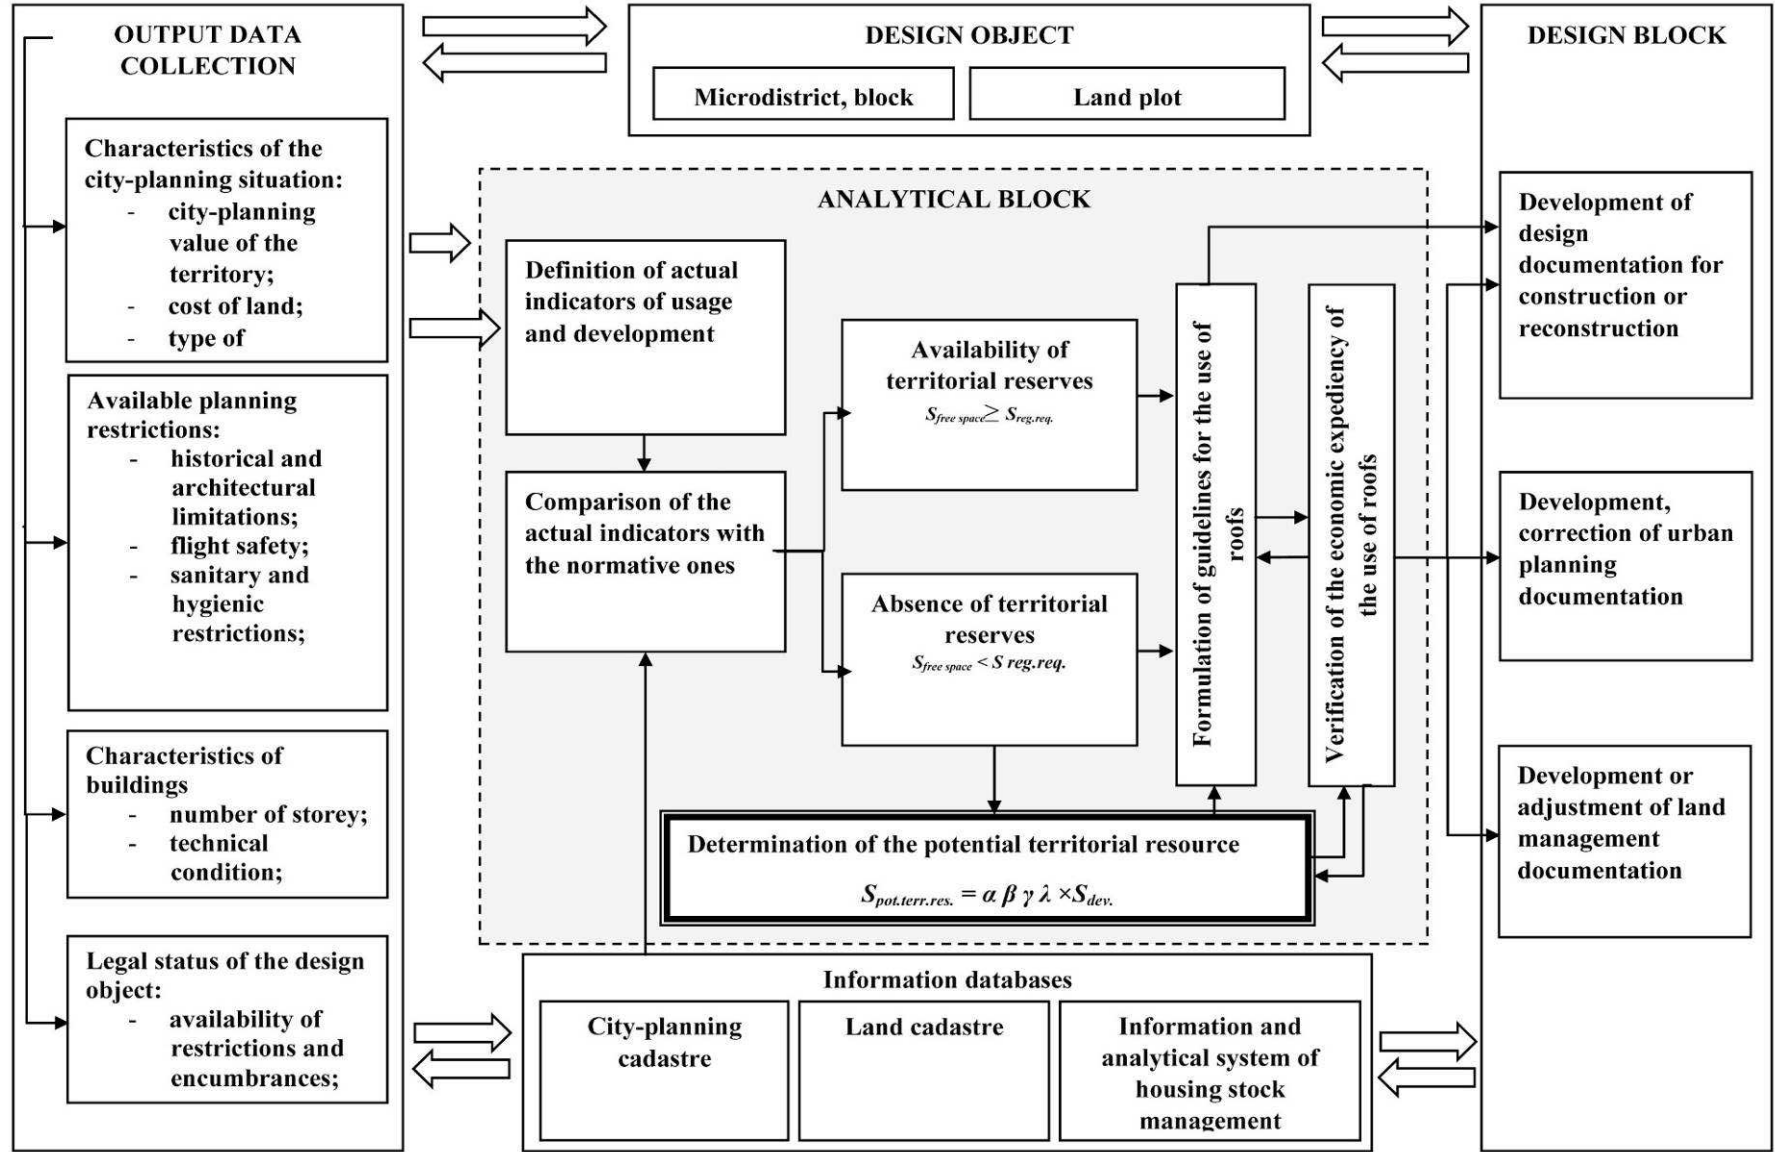 OUTPUT DATA
COLLECTION
Characteristics of the
city-planning situation:
- city-planning
value of the
territory;
- cost of land;
- type of
Available planning
restrictions:
- historical and
architectural
limitations;
- flight safety;
- sanitary and
hygienic
restrictions;
Characteristics of
buildings
- number of storey;
- technical
condition;
Legal status of the design
object:
- availability of
restrictions and
encumbrances;
DESIGN OBJECT
Microdistrict, block
Land plot
ANALYTICAL BLOCK
Definition of actual
indicators of usage
and development
Comparison of the
actual indicators with
the normative ones
Availability of
territorial reserves
S free space ≥ S reg.req.
Absence of territorial
reserves
S free space < S reg.req.
Formulation of guidelines for the use of
roofs
Verification of the economic expediency of
the use of roofs
Determination of the potential territorial resource
S pot.terr.res. = α β γ λ ×S dev.
Information databases
City-planning
cadastre
Land cadastre
Information and
analytical system of
housing stock
management
DESIGN BLOCK
Development of
design
documentation for
construction or
reconstruction
Development,
correction of urban
planning
documentation
Development or
adjustment of land
management
documentation